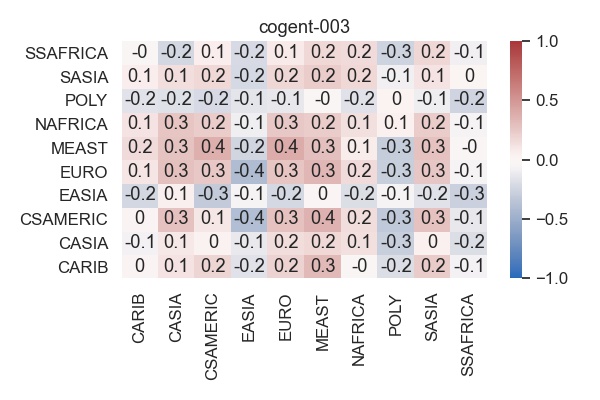 cogent-003
SSAFRICA -0 -0.2 0.1 -0.2 0.1 0.2 0.2 -0.3 0.2 -0.1
SASIA 0.1 0.1 0.2 -0.2 0.2 0.2 0.2 -0.1 0.1 0
POLY -0.2 -0.2 -0.2 -0.1 -0.1 -0 -0.2 0 -0.1 -0.2
NAFRICA 0.1 0.3 0.2 -0.1 0.3 0.2 0.1 0.1 0.2 -0.1
MEAST 0.2 0.3 0.4 -0.2 0.4 0.3 0.1 -0.3 0.3 -0
EURO 0.1 0.3 0.3 -0.4 0.3 0.3 0.2 -0.3 0.3 -0.1
EASIA -0.2 0.1 -0.3 -0.1 -0.2 0 -0.2 -0.1 -0.2 -0.3
CSAMERIC 0 0.3 0.1 -0.4 0.3 0.4 0.2 -0.3 0.3 -0.1
CASIA -0.1 0.1 0 -0.1 0.2 0.2 0.1 -0.3 0 -0.2
CARIB 0 0.1 0.2 -0.2 0.2 0.3 -0 -0.2 0.2 -0.1
CARIB CASIA CSAMERIC EASIA EURO MEAST NAFRICA POLY SASIA SSAFRICA
1.0
0.5
0.0
−0.5
−1.0